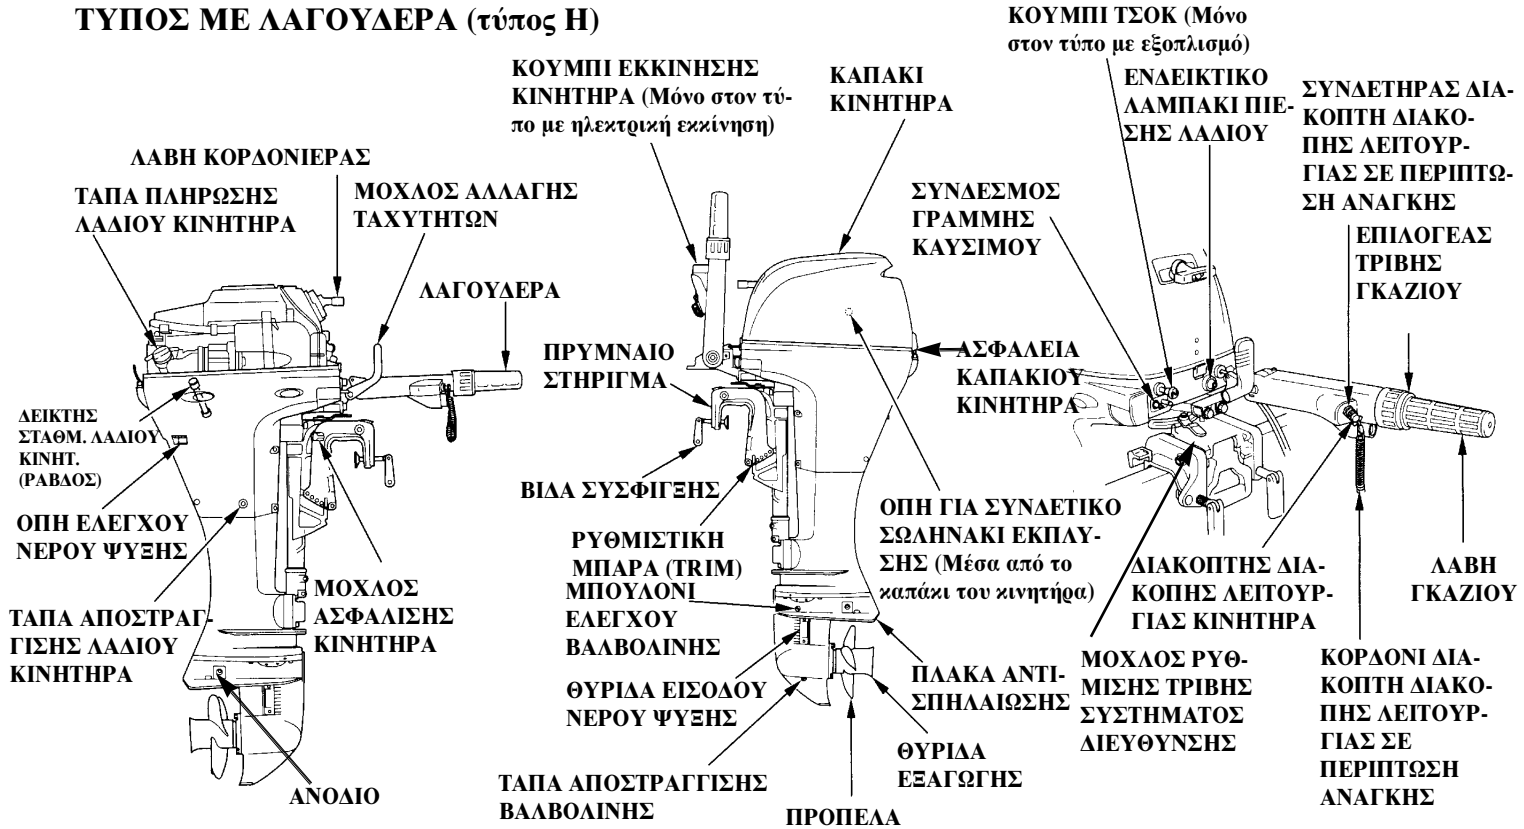 ΤΥΠΟΣ ΜΕ ΛΑΓΟΥΔΕΡΑ (τύπος H)
ΛΑΒΗ ΚΟΡΔΟΝΙΕΡΑΣ
ΤΑΠΑ ΠΛΗΡΩΣΗΣ
ΛΑΔΙΟΥ ΚΙΝΗΤΗΡΑ
ΜΟΧΛΟΣ ΑΛΛΑΓΗΣ
ΤΑΧΥΤΗΤΩΝ
ΛΑΓΟΥΔΕΡΑ
ΔΕΙΚΤΗΣ
ΣΤΑΘΜ. ΛΑΔΙΟΥ
ΚΙΝΗΤ.
(ΡΑΒΔΟΣ)
ΟΠΗ ΕΛΕΓΧΟΥ
ΝΕΡΟΥ ΨΥΞΗΣ
ΤΑΠΑ ΑΠΟΣΤΡΑΓ-
ΓΙΣΗΣ ΛΑΔΙΟΥ
ΚΙΝΗΤΗΡΑ
ΜΟΧΛΟΣ
ΑΣΦΑΛΙΣΗΣ
ΚΙΝΗΤΗΡΑ
ΑΝΟΔΙΟ
ΚΟΥΜΠΙ ΕΚΚΙΝΗΣΗΣ
ΚΙΝΗΤΗΡΑ (Μόνο στον τύ-
πο με ηλεκτρική εκκίνηση)
ΚΑΠΑΚΙ
ΚΙΝΗΤΗΡΑ
ΠΡΥΜΝΑΙΟ
ΣΤΗΡΙΓΜΑ
ΒΙΔΑ ΣΥΣΦΙΓΞΗΣ
ΡΥΘΜΙΣΤΙΚΗ
ΜΠΑΡΑ (TRIM)
ΜΠΟΥΛΟΝΙ
ΕΛΕΓΧΟΥ
ΒΑΛΒΟΛΙΝΗΣ
ΘΥΡΙΔΑ ΕΙΣΟΔΟΥ
ΝΕΡΟΥ ΨΥΞΗΣ
ΤΑΠΑ ΑΠΟΣΤΡΑΓΓΙΣΗΣ
ΒΑΛΒΟΛΙΝΗΣ
ΑΣΦΑΛΕΙΑ
ΚΑΠΑΚΙΟΥ
ΚΙΝΗΤΗΡΑ
ΟΠΗ ΓΙΑ ΣΥΝΔΕΤΙΚΟ
ΣΩΛΗΝΑΚΙ ΕΚΠΛΥ-
ΣΗΣ (Μέσα από το
καπάκι του κινητήρα)
ΠΛΑΚΑ ΑΝΤΙ-
ΣΠΗΛΑΙΩΣΗΣ
ΘΥΡΙΔΑ
ΕΞΑΓΩΓΗΣ
ΠΡΟΠΕΛΑ
ΚΟΥΜΠΙ ΤΣΟΚ (Μόνο
στον τύπο με εξοπλισμό)
ΕΝΔΕΙΚΤΙΚΟ
ΛΑΜΠΑΚΙ ΠΙΕ-
ΣΗΣ ΛΑΔΙΟΥ
ΣΥΝΔΕΣΜΟΣ
ΓΡΑΜΜΗΣ
ΚΑΥΣΙΜΟΥ
ΣΥΝΔΕΤΗΡΑΣ ΔΙΑ-
ΚΟΠΤΗ ΔΙΑΚΟ-
ΠΗΣ ΛΕΙΤΟΥΡ-
ΓΙΑΣ ΣΕ ΠΕΡΙΠΤΩ-
ΣΗ ΑΝΑΓΚΗΣ
ΕΠΙΛΟΓΕΑΣ
ΤΡΙΒΗΣ
ΓΚΑΖΙΟΥ
ΔΙΑΚΟΠΤΗΣ ΔΙΑ-
ΚΟΠΗΣ ΛΕΙΤΟΥΡ-
ΓΙΑΣ ΚΙΝΗΤΗΡΑ
ΛΑΒΗ
ΓΚΑΖΙΟΥ
ΜΟΧΛΟΣ ΡΥΘ-
ΜΙΣΗΣ ΤΡΙΒΗΣ
ΣΥΣΤΗΜΑΤΟΣ
ΔΙΕΥΘΥΝΣΗΣ
ΚΟΡΔΟΝΙ ΔΙΑ-
ΚΟΠΤΗ ΔΙΑΚΟ-
ΠΗΣ ΛΕΙΤΟΥΡ-
ΓΙΑΣ ΣΕ
ΠΕΡΙΠΤΩΣΗ
ΑΝΑΓΚΗΣ